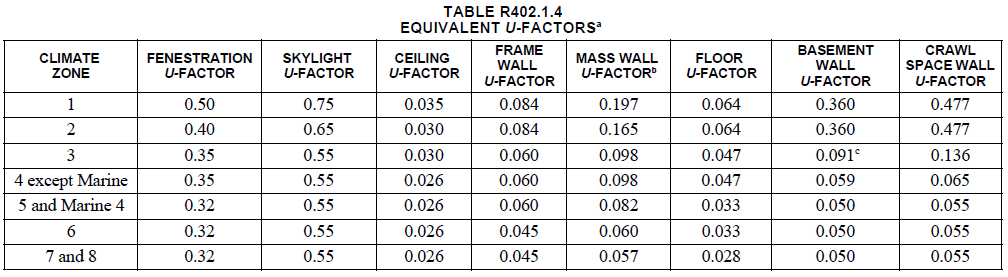 TABLE R402.1.4
EQUIVALENT U-FACTORSᵃ
CLIMATE ZONE FENESTRATION U-FACTOR SKYLIGHT U-FACTOR CEILING U-FACTOR FRAME WALL U-FACTOR MASS WALL U-FACTORᵇ FLOOR U-FACTOR BASEMENT WALL U-FACTOR CRAWL SPACE WALL U-FACTOR
1 0.50 0.75 0.035 0.084 0.197 0.064 0.360 0.477
2 0.40 0.65 0.030 0.084 0.165 0.064 0.360 0.477
3 0.35 0.55 0.030 0.060 0.098 0.047 0.091ᶜ 0.136
4 except Marine 0.35 0.55 0.026 0.060 0.098 0.047 0.059 0.065
5 and Marine 4 0.32 0.55 0.026 0.060 0.082 0.033 0.050 0.055
6 0.32 0.55 0.026 0.045 0.060 0.033 0.050 0.055
7 and 8 0.32 0.55 0.026 0.045 0.057 0.028 0.050 0.055